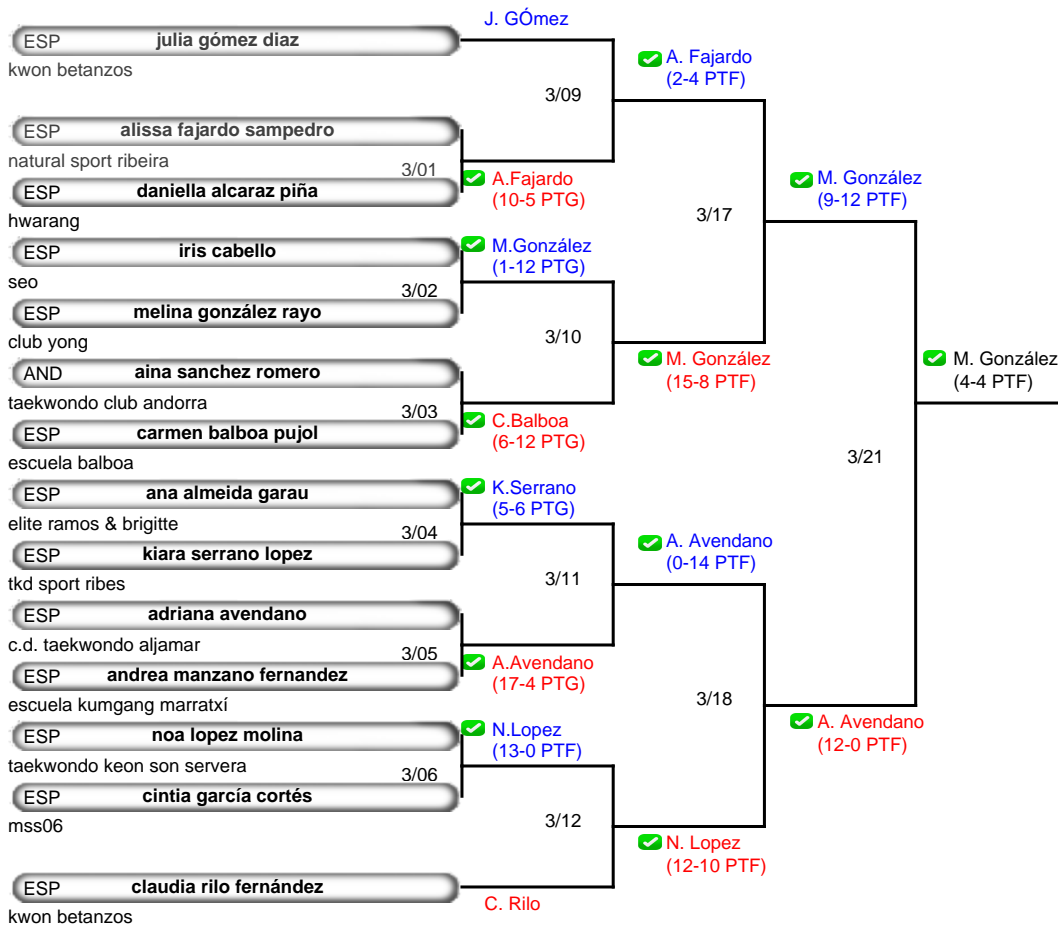 J. GÓmez
ESP julia gómez diaz
kwon betanzos
A. Fajardo
(2-4 PTF)
3/09
ESP alissa fajardo sampedro
natural sport ribeira
3/01
A.Fajardo
(10-5 PTG)
ESP daniella alcaraz piña
hwarang
M. González
(9-12 PTF)
3/17
ESP iris cabello
seo
M.González
(1-12 PTG)
3/02
ESP melina gonzález rayo
club yong
3/10
AND aina sanchez romero
taekwondo club andorra
M. González
(15-8 PTF)
M. González
(4-4 PTF)
3/03
C.Balboa
(6-12 PTG)
ESP carmen balboa pujol
escuela balboa
3/21
ESP ana almeida garau
elite ramos & brigitte
K.Serrano
(5-6 PTG)
3/04
ESP kiara serrano lopez
tkd sport ribes
A. Avendano
(0-14 PTF)
3/11
ESP adriana avendano
c.d. taekwondo aljamar
3/05
A.Avendano
(17-4 PTG)
ESP andrea manzano fernandez
escuela kumgang marratxí
3/18
ESP noa lopez molina
taekwondo keon son servera
N.Lopez
(13-0 PTF)
A. Avendano
(12-0 PTF)
3/06
ESP cintia garcía cortés
mss06
3/12
N. Lopez
(12-10 PTF)
ESP claudia rilo fernández
kwon betanzos
C. Rilo